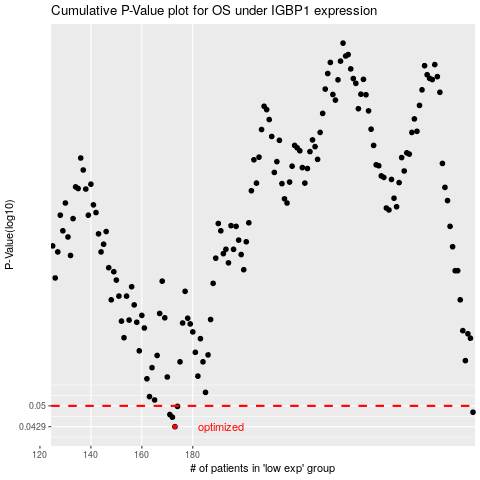 Cumulative P-Value plot for OS under IGBP1 expression
P-Value(log10)
0.05
0.0429
optimized
120 140 160 180
# of patients in 'low exp' group